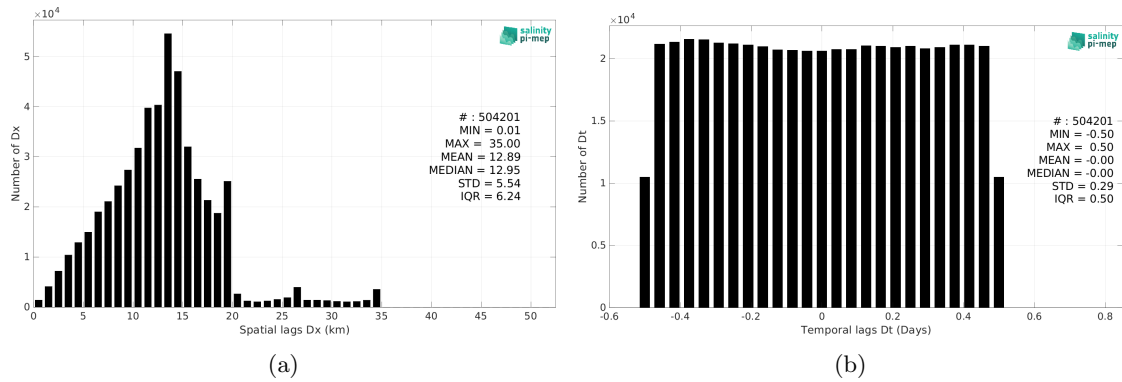 ×10⁴
salinity
pi-mep
5
4
3
2
1
0
Number of Dx
# : 504201
MIN = 0.01
MAX = 35.00
MEAN = 12.89
MEDIAN = 12.95
STD = 5.54
IQR = 6.24
0 5 10 15 20 25 30 35 40 45 50
Spatial lags Dx (km)
(a)
×10⁴
salinity
pi-mep
2
1.5
1
0.5
0
Number of Dt
# : 504201
MIN = -0.50
MAX = 0.50
MEAN = -0.00
MEDIAN = -0.00
STD = 0.29
IQR = 0.50
-0.6 -0.4 -0.2 0 0.2 0.4 0.6 0.8
Temporal lags Dt (Days)
(b)